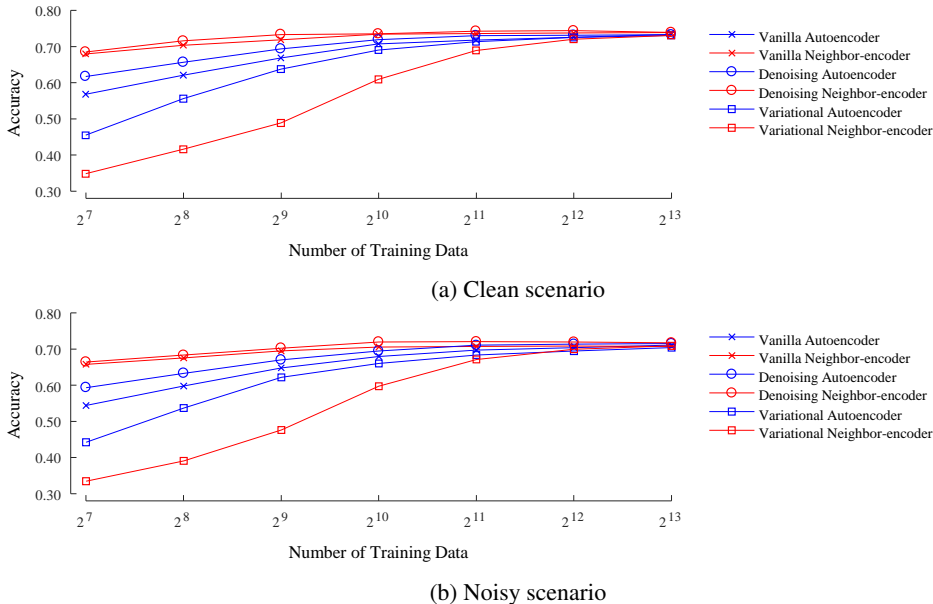 0.80
0.70
0.60
0.50
0.40
0.30
Accuracy
2^7 2^8 2^9 2^10 2^11 2^12 2^13
Number of Training Data
Vanilla Autoencoder
Vanilla Neighbor-encoder
Denoising Autoencoder
Denoising Neighbor-encoder
Variational Autoencoder
Variational Neighbor-encoder
(a) Clean scenario
0.80
0.70
0.60
0.50
0.40
0.30
Accuracy
2^7 2^8 2^9 2^10 2^11 2^12 2^13
Number of Training Data
Vanilla Autoencoder
Vanilla Neighbor-encoder
Denoising Autoencoder
Denoising Neighbor-encoder
Variational Autoencoder
Variational Neighbor-encoder
(b) Noisy scenario